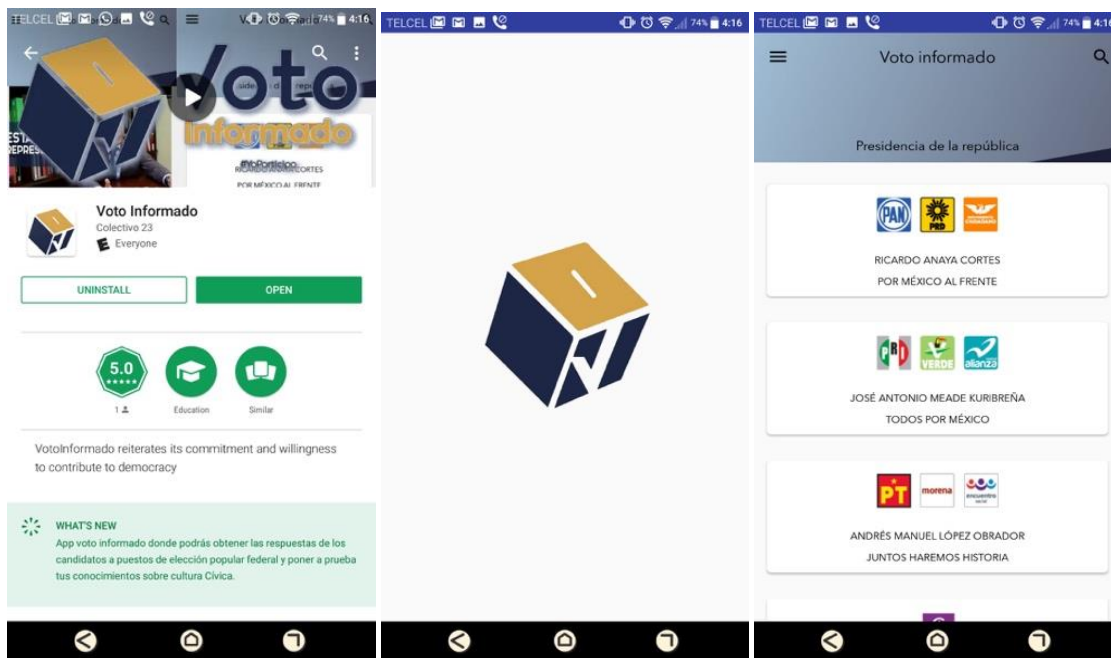 TELCEL
74% 4:16
Voto
informado
#YoParticipo
RICARDO ANAYA CORTES
POR MÉXICO AL FRENTE
Voto Informado
Colectivo 23
E Everyone
UNINSTALL
OPEN
5.0
1
Education
Similar
VotoInformado reiterates its commitment and willingness
to contribute to democracy
WHAT'S NEW
App voto informado donde podrás obtener las respuestas de los
candidatos a puestos de elección popular federal y poner a prueba
tus conocimientos sobre cultura Cívica.
TELCEL 74% 4:16
TELCEL 74% 4:16
Voto informado
Presidencia de la república
PAN PRD CIUDADANO
RICARDO ANAYA CORTES
POR MÉXICO AL FRENTE
PRI VERDE alianza
JOSÉ ANTONIO MEADE KURIBREÑA
TODOS POR MÉXICO
PT morena encuentro social
ANDRÉS MANUEL LÓPEZ OBRADOR
JUNTOS HAREMOS HISTORIA